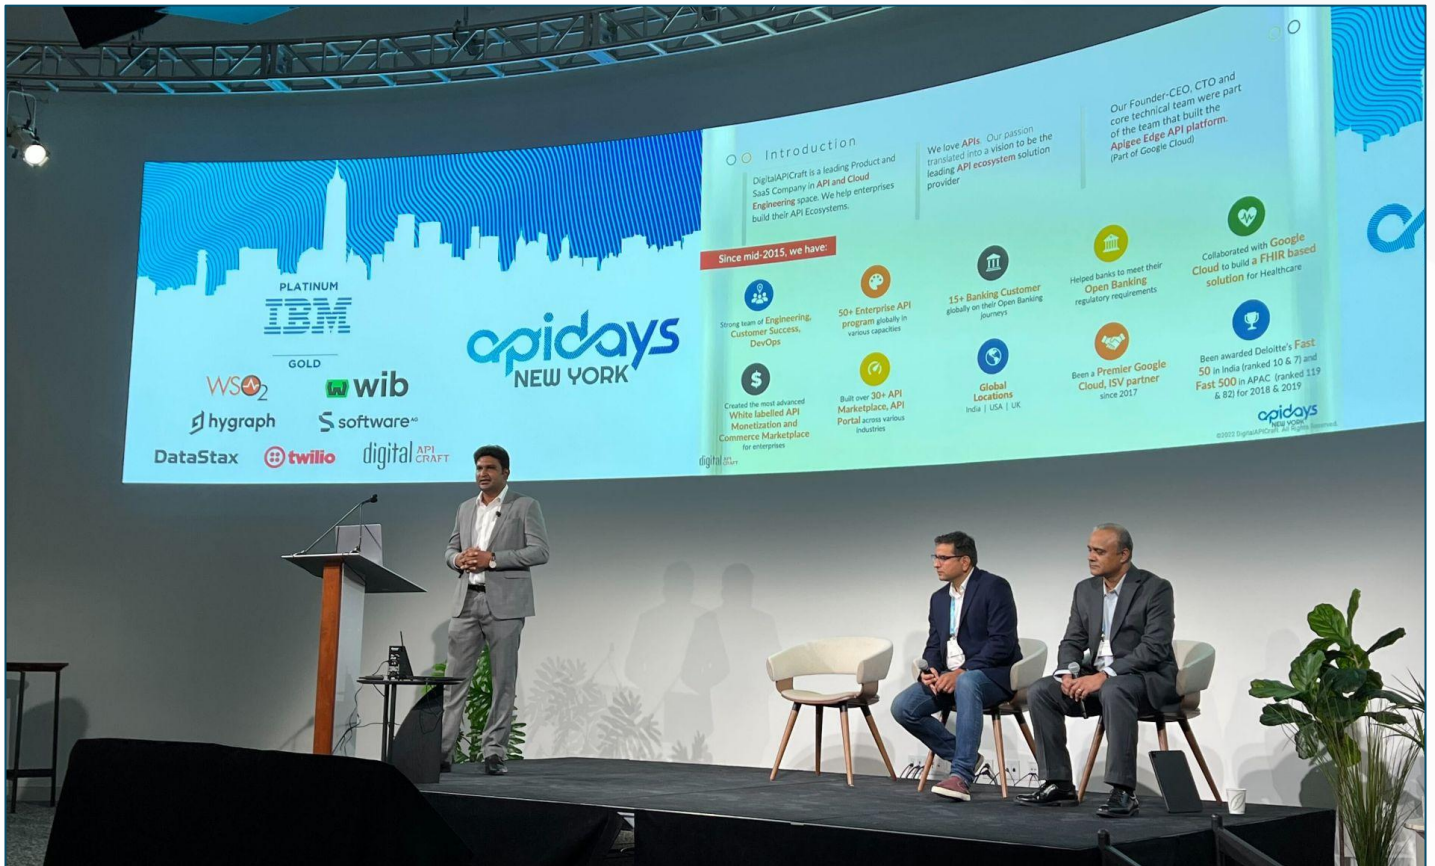 PLATINUM
IBM
GOLD
WSO2
wib
hygraph
software AG
DataStax
twilio
digital API
CRAFT
apidays
NEW YORK
Introduction
DigitalAPICraft is a leading Product and
SaaS Company in API and Cloud
Engineering space. We help enterprises
build their API Ecosystems.
We love APIs. Our passion
translated into a vision to be the
leading API ecosystem solution
provider
Our Founder-CEO, CTO and
core technical team were part
of the team that built the
Apigee Edge API platform.
(Part of Google Cloud)
Since mid-2015, we have:
Strong team of Engineering,
Customer Success,
DevOps
50+ Enterprise API
program globally in
various capacities
15+ Banking Customer
globally on their Open Banking
journeys
Helped banks to meet their
Open Banking
regulatory requirements
Collaborated with Google
Cloud to build a FHIR based
solution for Healthcare
$
Created the most advanced
White labelled API
Monetization and
Commerce Marketplace
for enterprises
Built over 30+ API
Marketplace, API
Portal across various
Industries
Global
Locations
India | USA | UK
Been a Premier Google
Cloud, ISV partner
since 2017
Been awarded Deloitte's Fast
50 in India (ranked 10 & 7) and
Fast 500 in APAC (ranked 119
& 82) for 2018 & 2019
apidays
NEW YORK
©2022 DigitalAPICraft. All Rights Reserved.
digital API
CRAFT